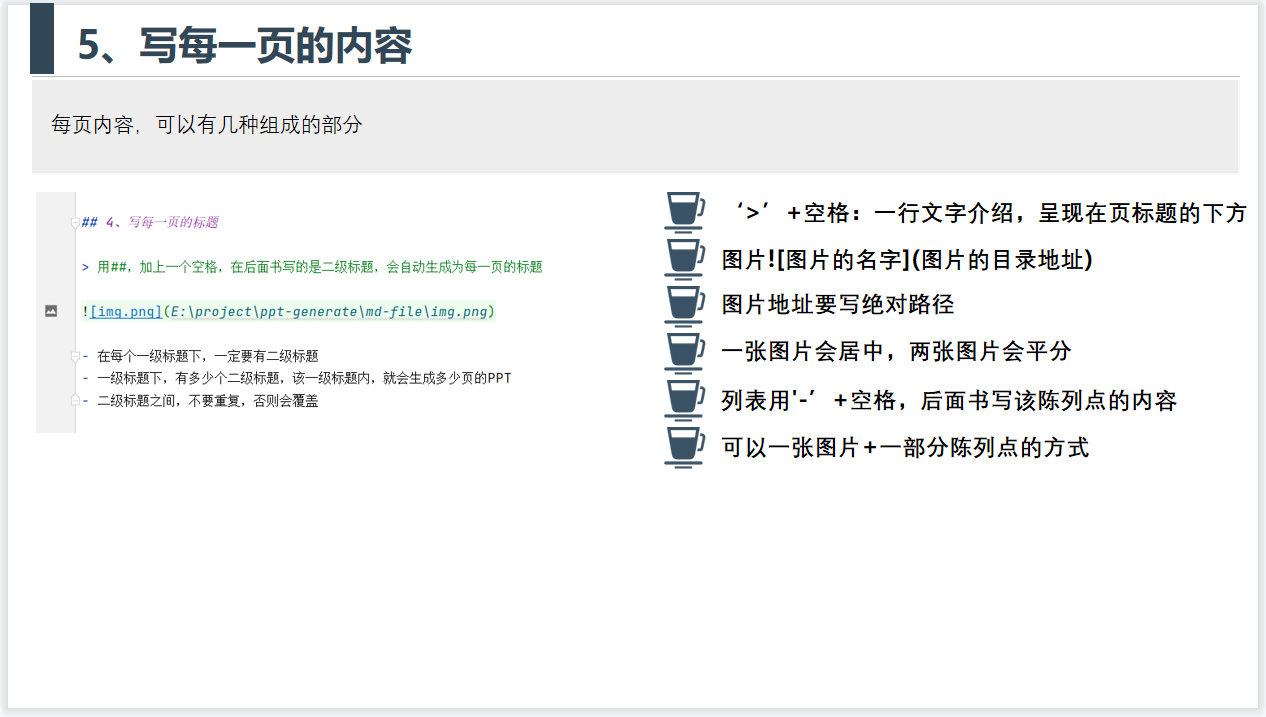 5、写每一页的内容
每页内容，可以有几种组成的部分
## 4、写每一页的标题
> 用##，加上一个空格，在后面书写的是二级标题，会自动生成为每一页的标题
![img.png](E:\project\ppt-generate\md-file\img.png)
- 在每个一级标题下，一定要有二级标题
- 一级标题下，有多少个二级标题，该一级标题内，就会生成多少页的PPT
- 二级标题之间，不要重复，否则会覆盖
‘>’+空格：一行文字介绍，呈现在页标题的下方
图片![图片的名字](图片的目录地址)
图片地址要写绝对路径
一张图片会居中，两张图片会平分
列表用'-’+空格，后面书写该陈列点的内容
可以一张图片+一部分陈列点的方式